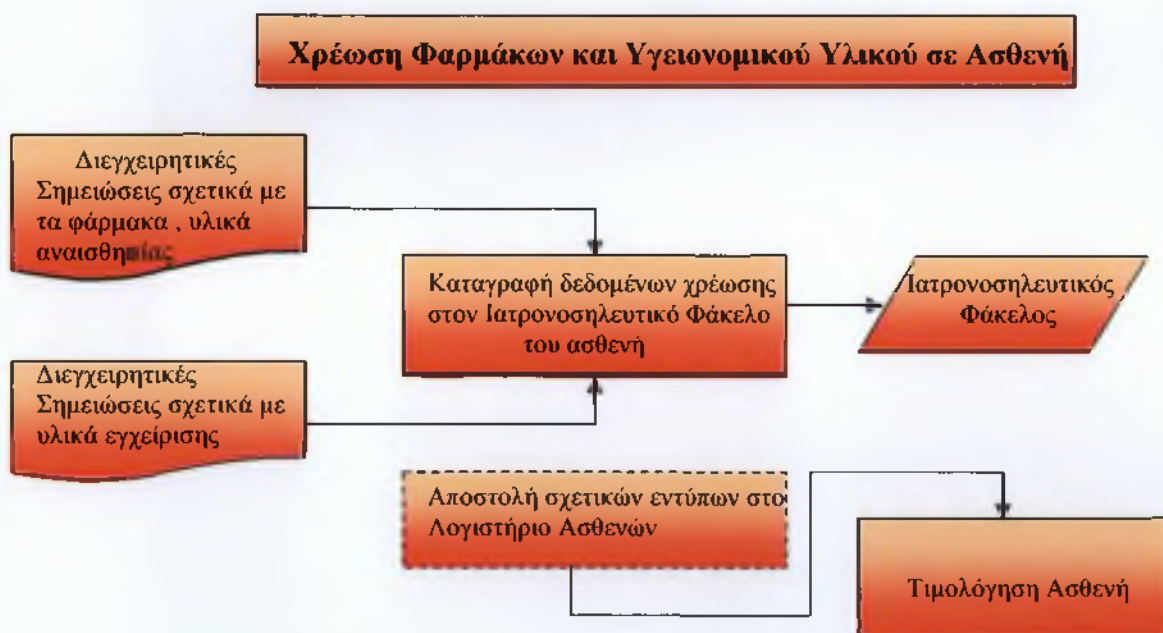 Χρέωση Φαρμάκων και Υγειονομικού Υλικού σε Ασθενή
Διεγχειρητικές
Σημειώσεις σχετικά με
τα φάρμακα , υλικά
αναισθησίας
Καταγραφή δεδομένων χρέωσης
στον Ιατρονοσηλευτικό Φάκελο
του ασθενή
Ιατρονοσηλευτικός
Φάκελος
Διεγχειρητικές
Σημειώσεις σχετικά με
υλικά εγχείρισης
Αποστολή σχετικών εντύπων στο
Λογιστήριο Ασθενών
Τιμολόγηση Ασθενή